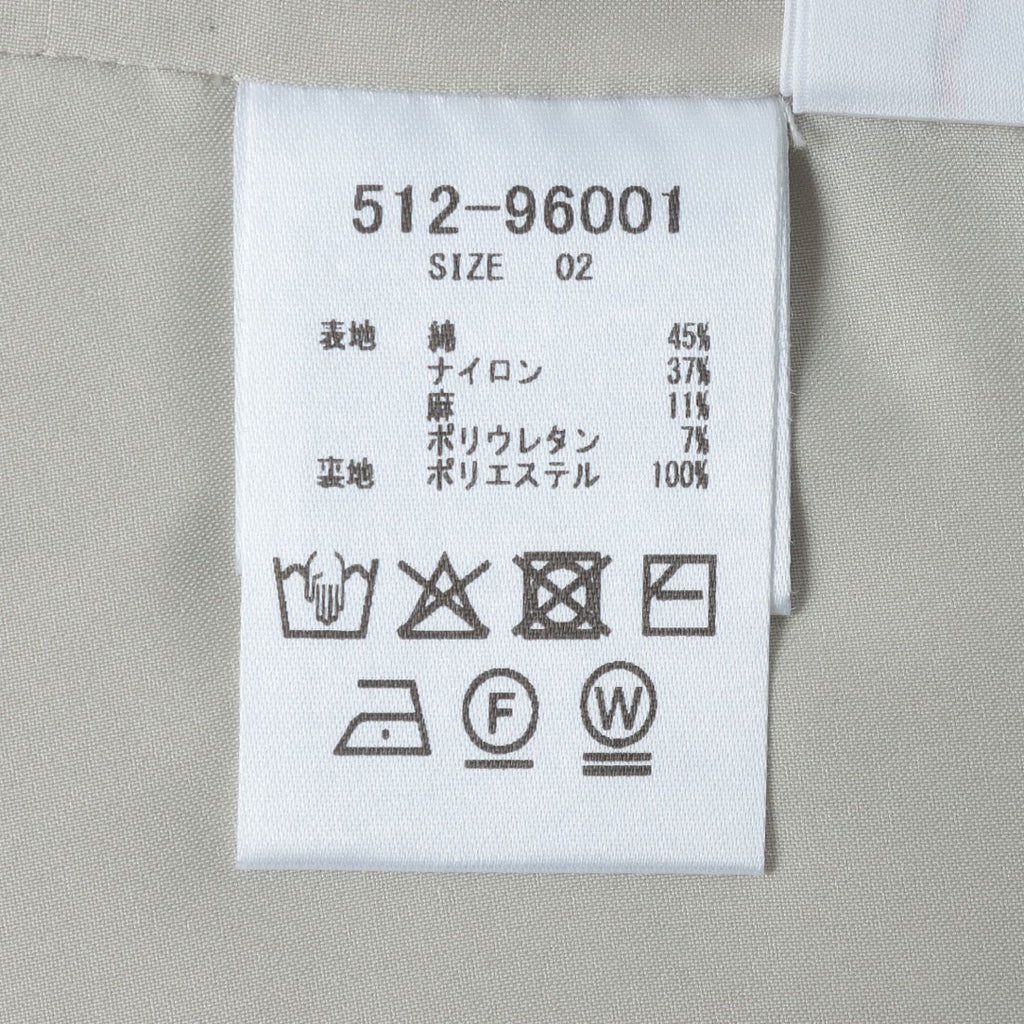 512-96001
SIZE 02
表地 綿 45%
ナイロン 37%
麻 11%
ポリウレタン 7%
裏地 ポリエステル 100%
F W